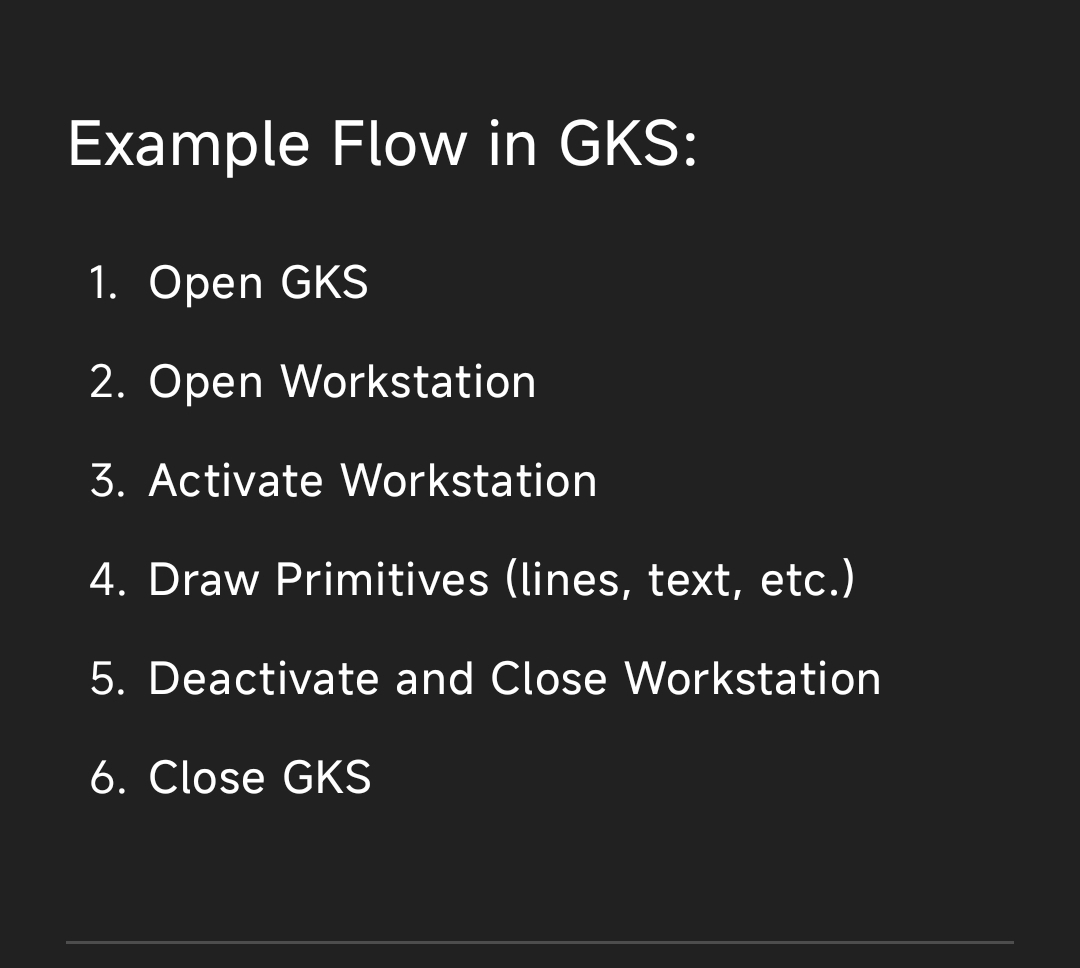 Example Flow in GKS:
1. Open GKS
2. Open Workstation
3. Activate Workstation
4. Draw Primitives (lines, text, etc.)
5. Deactivate and Close Workstation
6. Close GKS